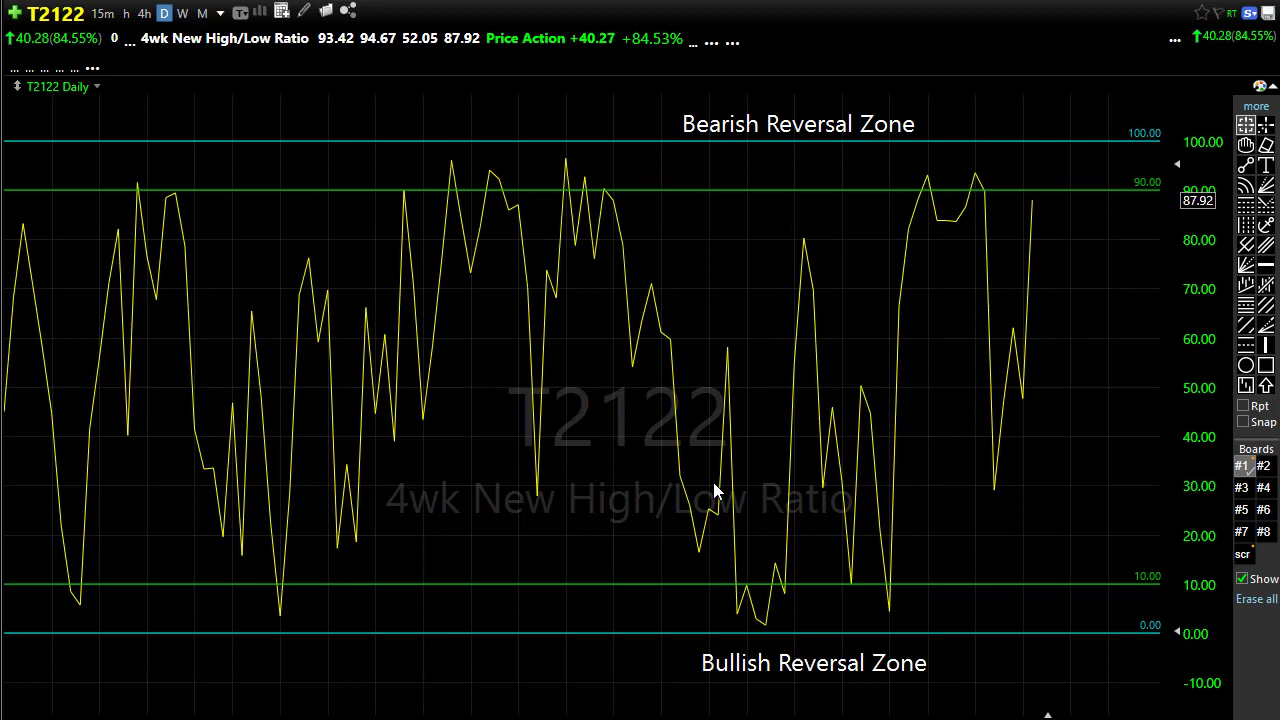 T2122 15m h 4h D W M T
RT S
↑40.28(84.55%) 0 ... 4wk New High/Low Ratio 93.42 94.67 52.05 87.92 Price Action +40.27 +84.53% ... ... ...
... ↑40.28(84.55%)
... ... ... ... ... ...
T2122 Daily
more
Bearish Reversal Zone
100.00 100.00
90.00 90.00
87.92
80.00
70.00
60.00
50.00
T2122
40.00
Rpt
Snap
Boards
#1 #2
#3 #4
#5 #6
#7 #8
scr
Show
Erase all
4wk New High/Low Ratio
30.00
20.00
10.00 10.00
0.00 0.00
Bullish Reversal Zone
-10.00